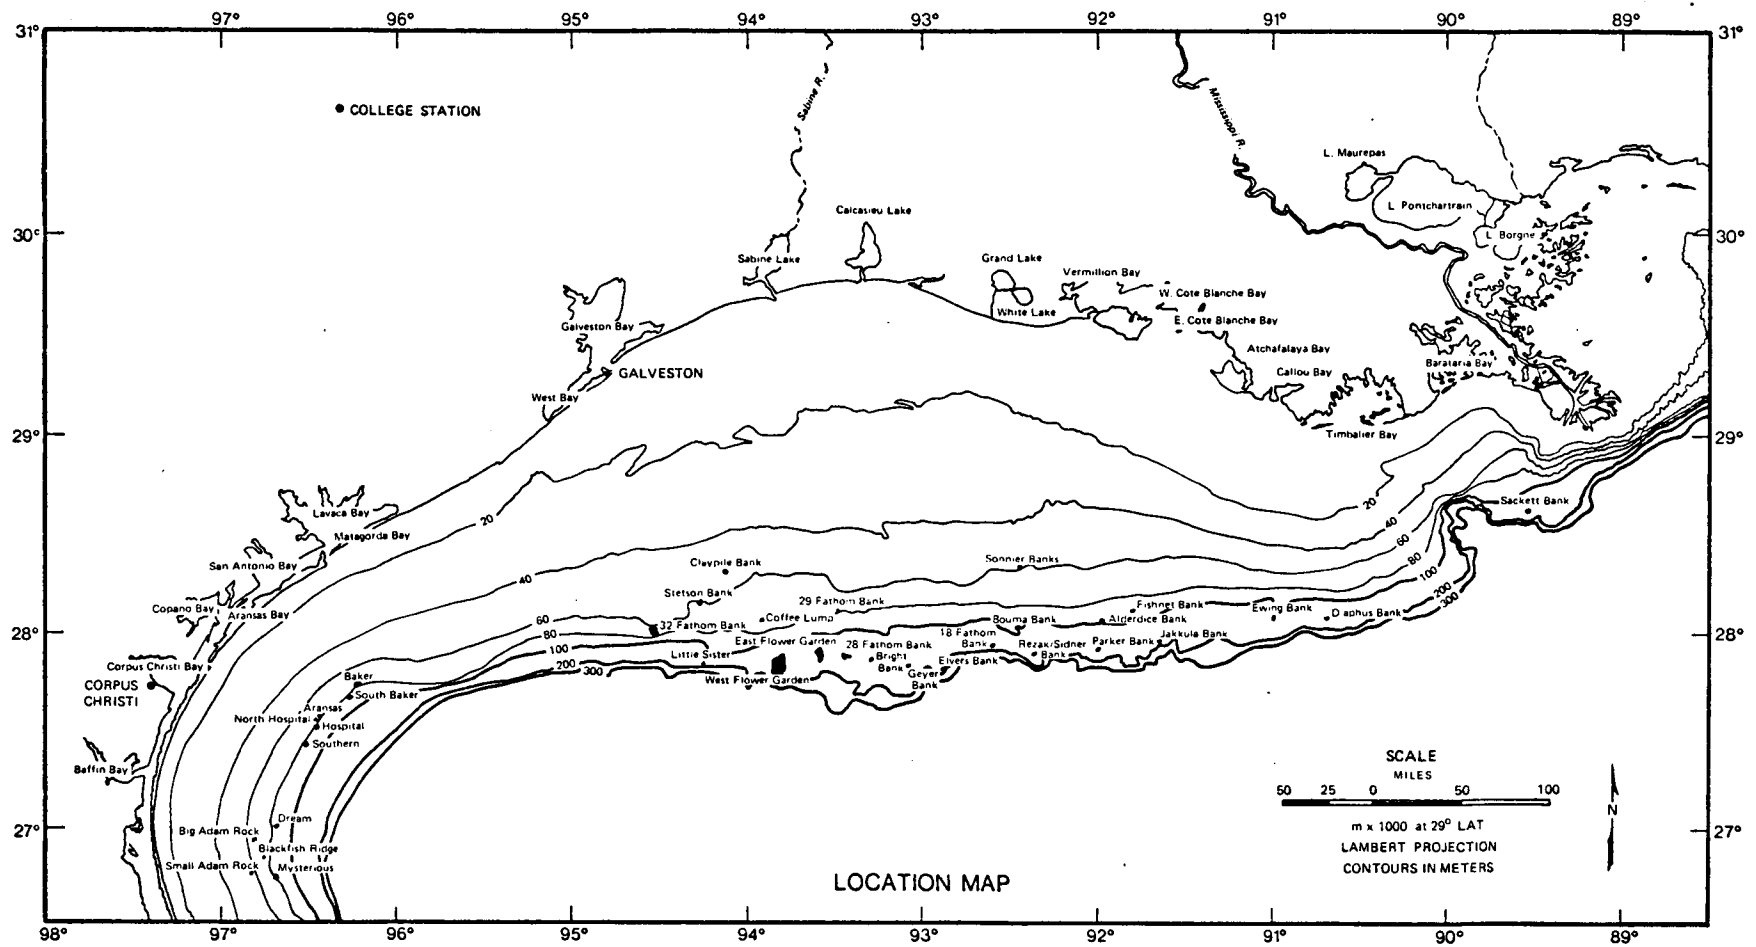 97° 96° 95° 94° 93° 92° 91° 90° 89°
31° 31°
COLLEGE STATION
Sabine R.
Mississippi R.
L. Maurepas
L. Pontchartrain
L. Borgne
Calcasieu Lake
30° 30°
Sabine Lake
Grand Lake
Vermillion Bay
W. Cote Blanche Bay
White Lake
E. Cote Blanche Bay
Galveston Bay
Atchafalaya Bay
Barataria Bay
GALVESTON
Callou Bay
West Bay
29° 29°
Timbalier Bay
Sackett Bank
20
20
Lavaca Bay
40
Matagorda Bay
60
Claypile Bank
Sonnier Banks
80
San Antonio Bay
100
40
200
Stetson Bank
300
29 Fathom Bank
Fishnet Bank
Ewing Bank
Diaphus Bank
Copano Bay
Aransas Bay
60
Coffee Lump
Bouma Bank
Alderdice Bank
32 Fathom Bank
28° 28°
80
18 Fathom
Bank
Jakkula Bank
East Flower Garden
28 Fathom Bank
Rezak/Sidner
Bank
Parker Bank
100
Little Sister
Bright
Bank
Elvers Bank
Corpus Christi Bay
200
300
Geyer
Bank
West Flower Garden
Baker
CORPUS
CHRISTI
South Baker
Aransas
North Hospital
Hospital
Southern
Baffin Bay
SCALE
MILES
50 25 0 50 100
N
m x 1000 at 29° LAT
LAMBERT PROJECTION
CONTOURS IN METERS
27° 27°
Dream
Big Adam Rock
Blackfish Ridge
Small Adam Rock
Mysterious
LOCATION MAP
98° 97° 96° 95° 94° 93° 92° 91° 90° 89°